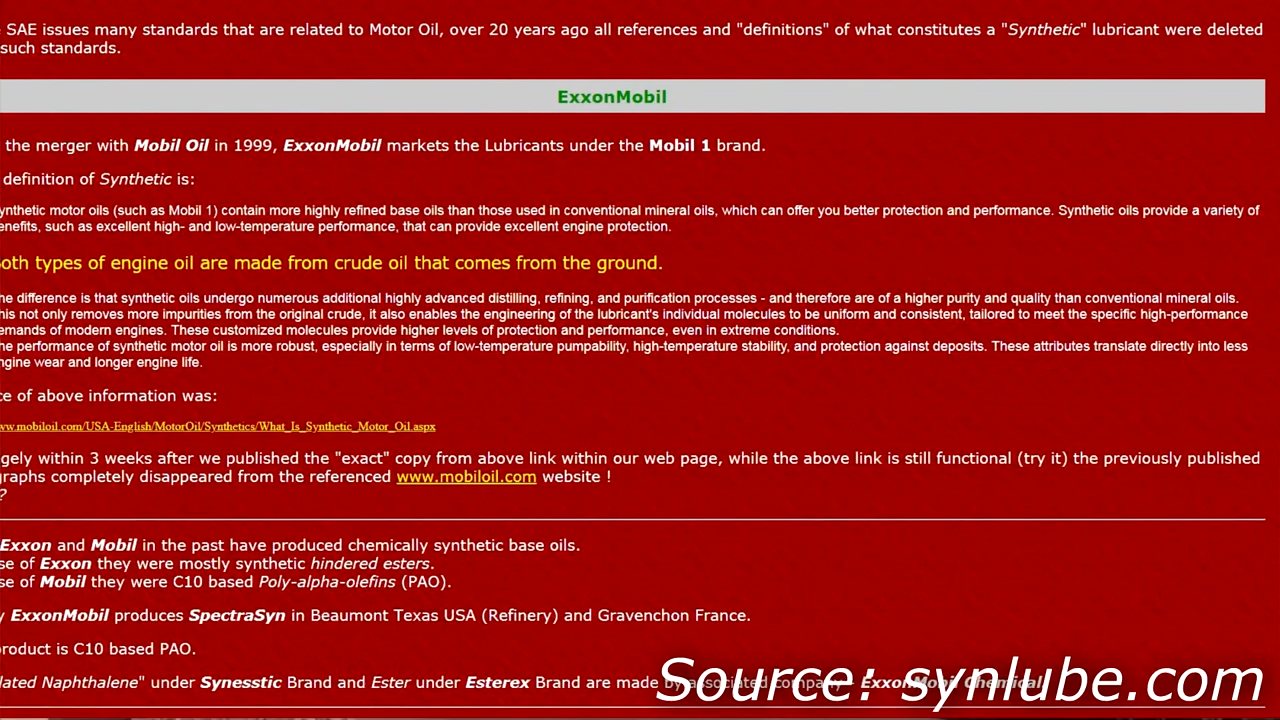 SAE issues many standards that are related to Motor Oil, over 20 years ago all references and "definitions" of what constitutes a "Synthetic" lubricant were deleted
such standards.
ExxonMobil
the merger with Mobil Oil in 1999, ExxonMobil markets the Lubricants under the Mobil 1 brand.
definition of Synthetic is:
ynthetic motor oils (such as Mobil 1) contain more highly refined base oils than those used in conventional mineral oils, which can offer you better protection and performance. Synthetic oils provide a variety of
enefits, such as excellent high- and low-temperature performance, that can provide excellent engine protection.
oth types of engine oil are made from crude oil that comes from the ground.
he difference is that synthetic oils undergo numerous additional highly advanced distilling, refining, and purification processes - and therefore are of a higher purity and quality than conventional mineral oils.
his not only removes more impurities from the original crude, it also enables the engineering of the lubricant's individual molecules to be uniform and consistent, tailored to meet the specific high-performance
emands of modern engines. These customized molecules provide higher levels of protection and performance, even in extreme conditions.
he performance of synthetic motor oil is more robust, especially in terms of low-temperature pumpability, high-temperature stability, and protection against deposits. These attributes translate directly into less
ngine wear and longer engine life.
ce of above information was:
ww.mobiloil.com/USA-English/MotorOil/Synthetics/What_Is_Synthetic_Motor_Oil.aspx
gely within 3 weeks after we published the "exact" copy from above link within our web page, while the above link is still functional (try it) the previously published
graphs completely disappeared from the referenced www.mobiloil.com website !
?
Exxon and Mobil in the past have produced chemically synthetic base oils.
se of Exxon they were mostly synthetic hindered esters.
se of Mobil they were C10 based Poly-alpha-olefins (PAO).
y ExxonMobil produces SpectraSyn in Beaumont Texas USA (Refinery) and Gravenchon France.
product is C10 based PAO.
lated Naphthalene" under Synesstic Brand and Ester under Esterex Brand are made by associated company - ExxonMobil Chemical.
Source: synlube.com